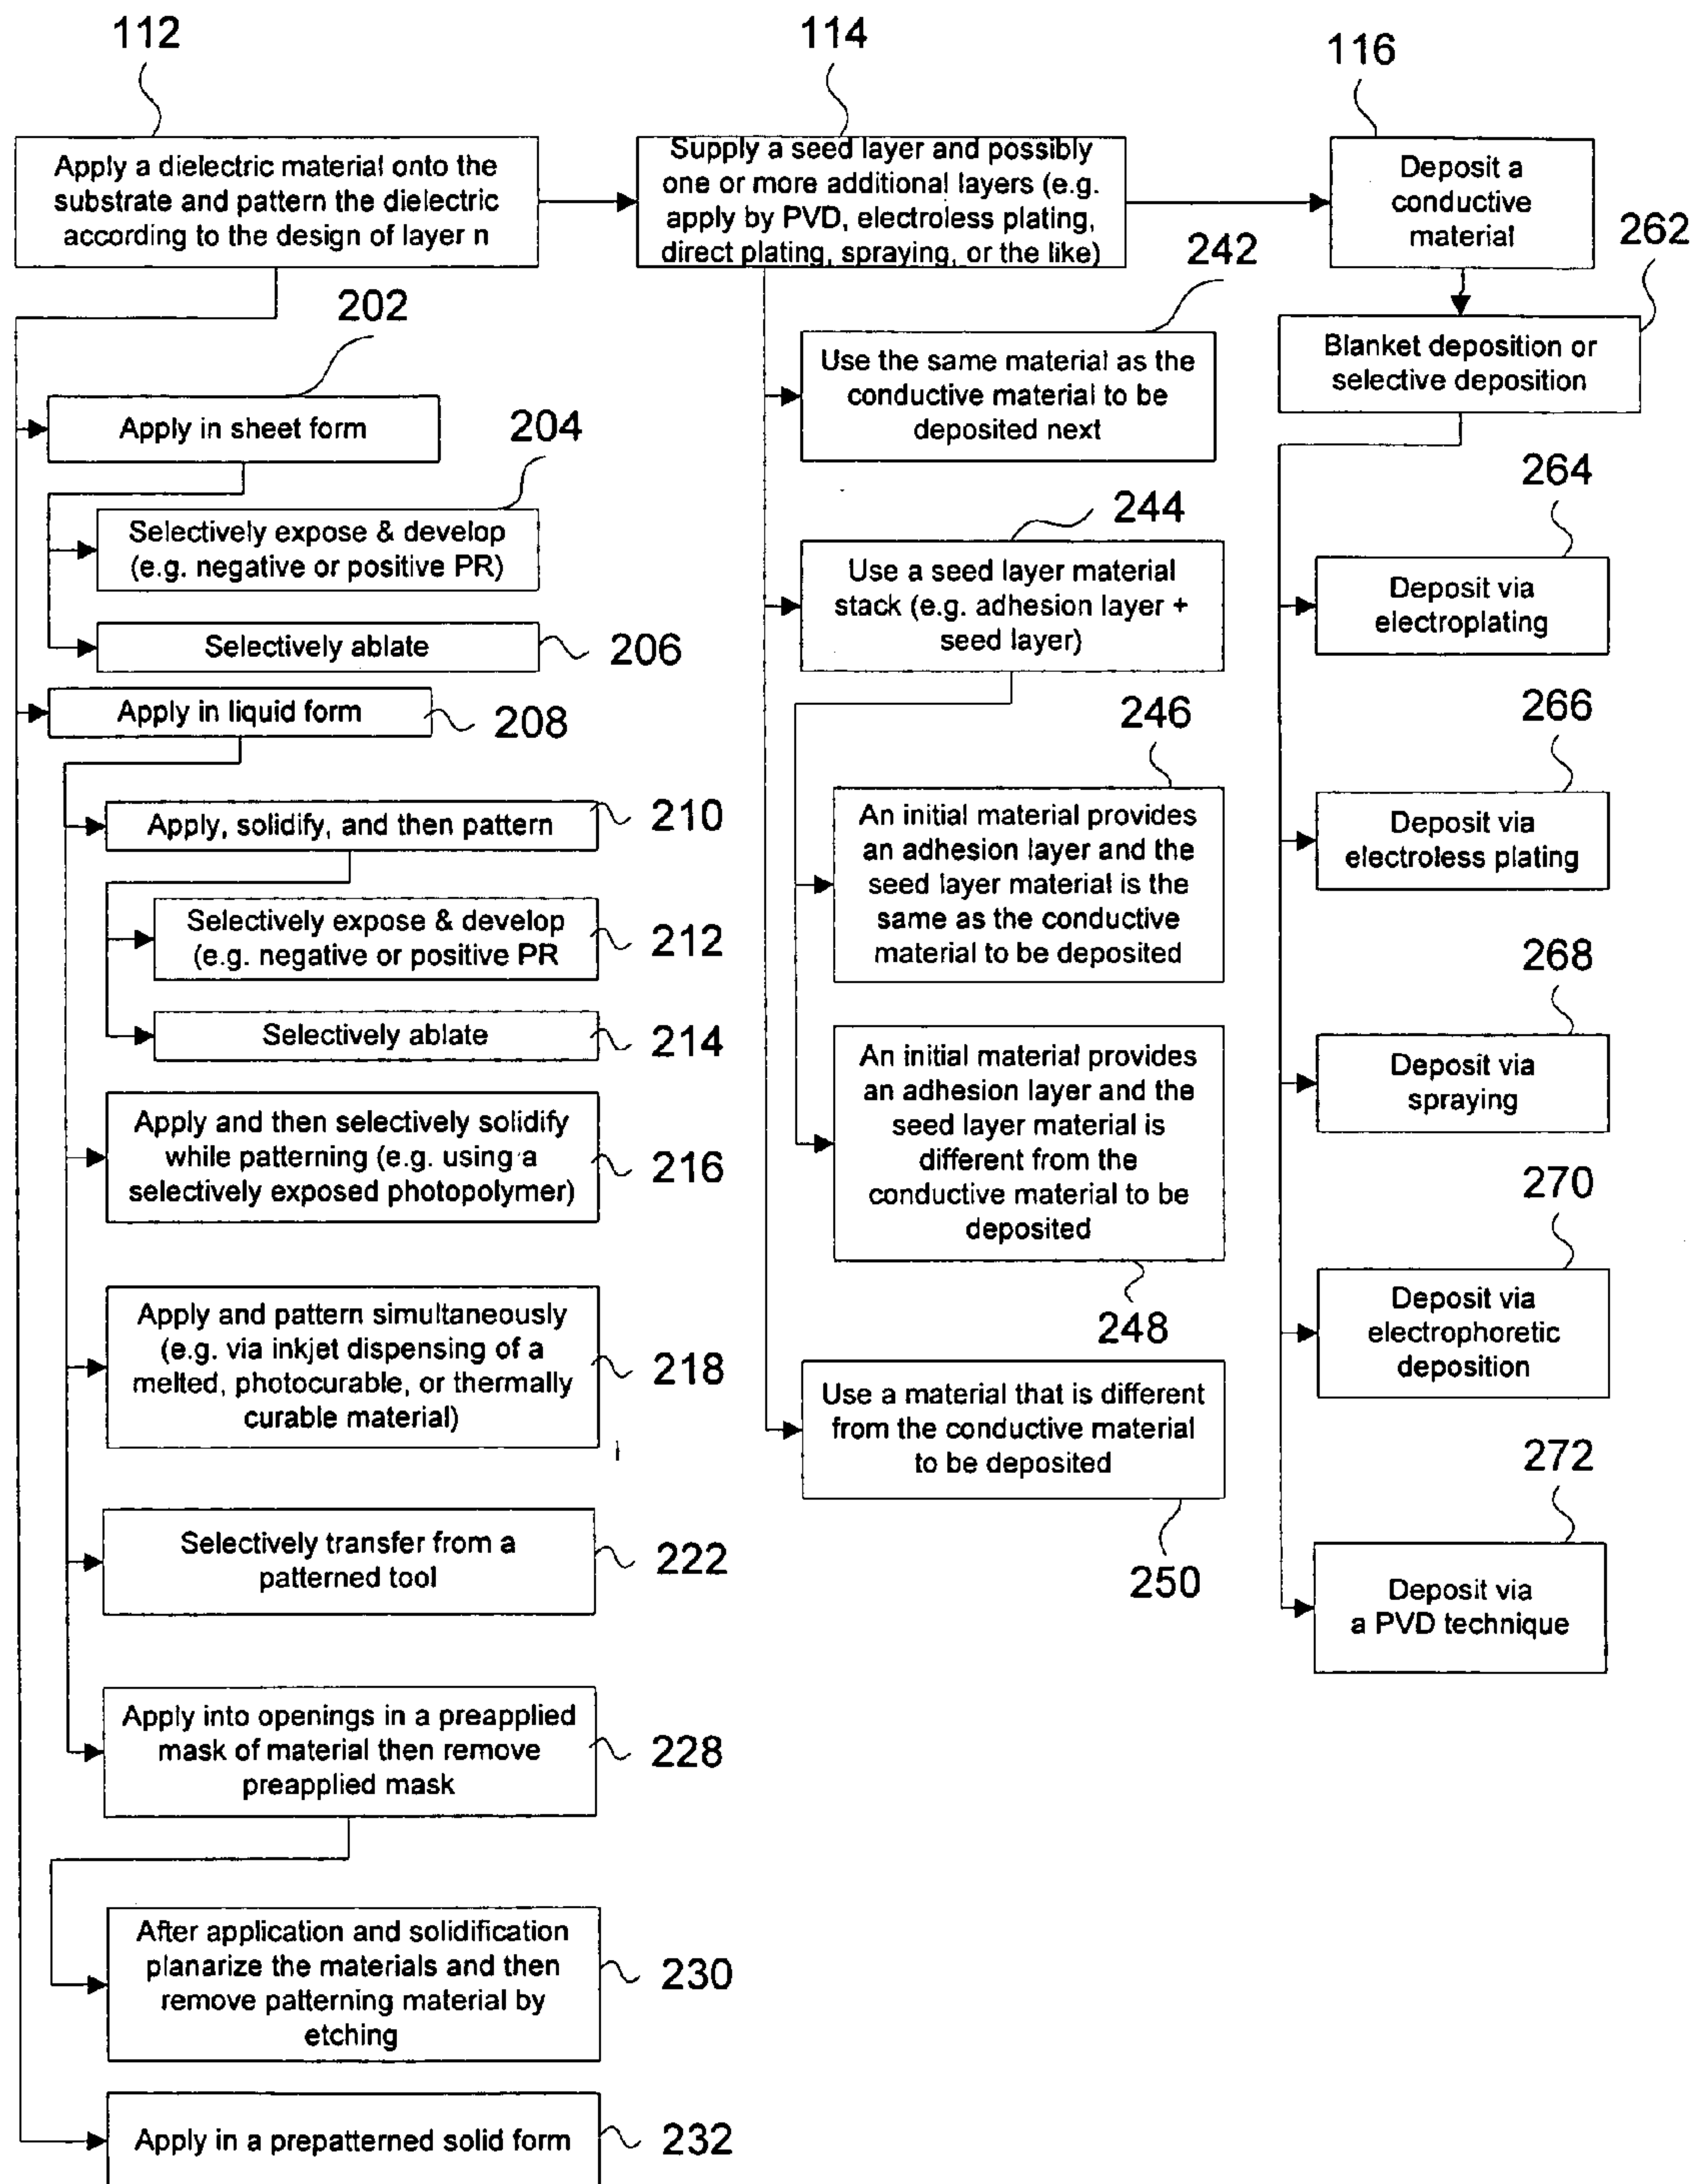 112
Apply a dielectric material onto the
substrate and pattern the dielectric
according to the design of layer n
202
Apply in sheet form
204
Selectively expose & develop
(e.g. negative or positive PR)
Selectively ablate
206
Apply in liquid form
208
Apply, solidify, and then pattern
210
Selectively expose & develop
(e.g. negative or positive PR
212
Selectively ablate
214
Apply and then selectively solidify
while patterning (e.g. using a
selectively exposed photopolymer)
216
Apply and pattern simultaneously
(e.g. via inkjet dispensing of a
melted, photocurable, or thermally
curable material)
218
Selectively transfer from a
patterned tool
222
Apply into openings in a preapplied
mask of material then remove
preapplied mask
228
After application and solidification
planarize the materials and then
remove patterning material by
etching
230
Apply in a prepatterned solid form
232
114
Supply a seed layer and possibly
one or more additional layers (e.g.
apply by PVD, electroless plating,
direct plating, spraying, or the like)
242
Use the same material as the
conductive material to be
deposited next
244
Use a seed layer material
stack (e.g. adhesion layer +
seed layer)
246
An initial material provides
an adhesion layer and the
seed layer material is the
same as the conductive
material to be deposited
An initial material provides
an adhesion layer and the
seed layer material is
different from the
conductive material to be
deposited
248
Use a material that is different
from the conductive material
to be deposited
250
116
Deposit a
conductive
material
262
Blanket deposition or
selective deposition
264
Deposit via
electroplating
266
Deposit via
electroless plating
268
Deposit via
spraying
270
Deposit via
electrophoretic
deposition
272
Deposit via
a PVD technique